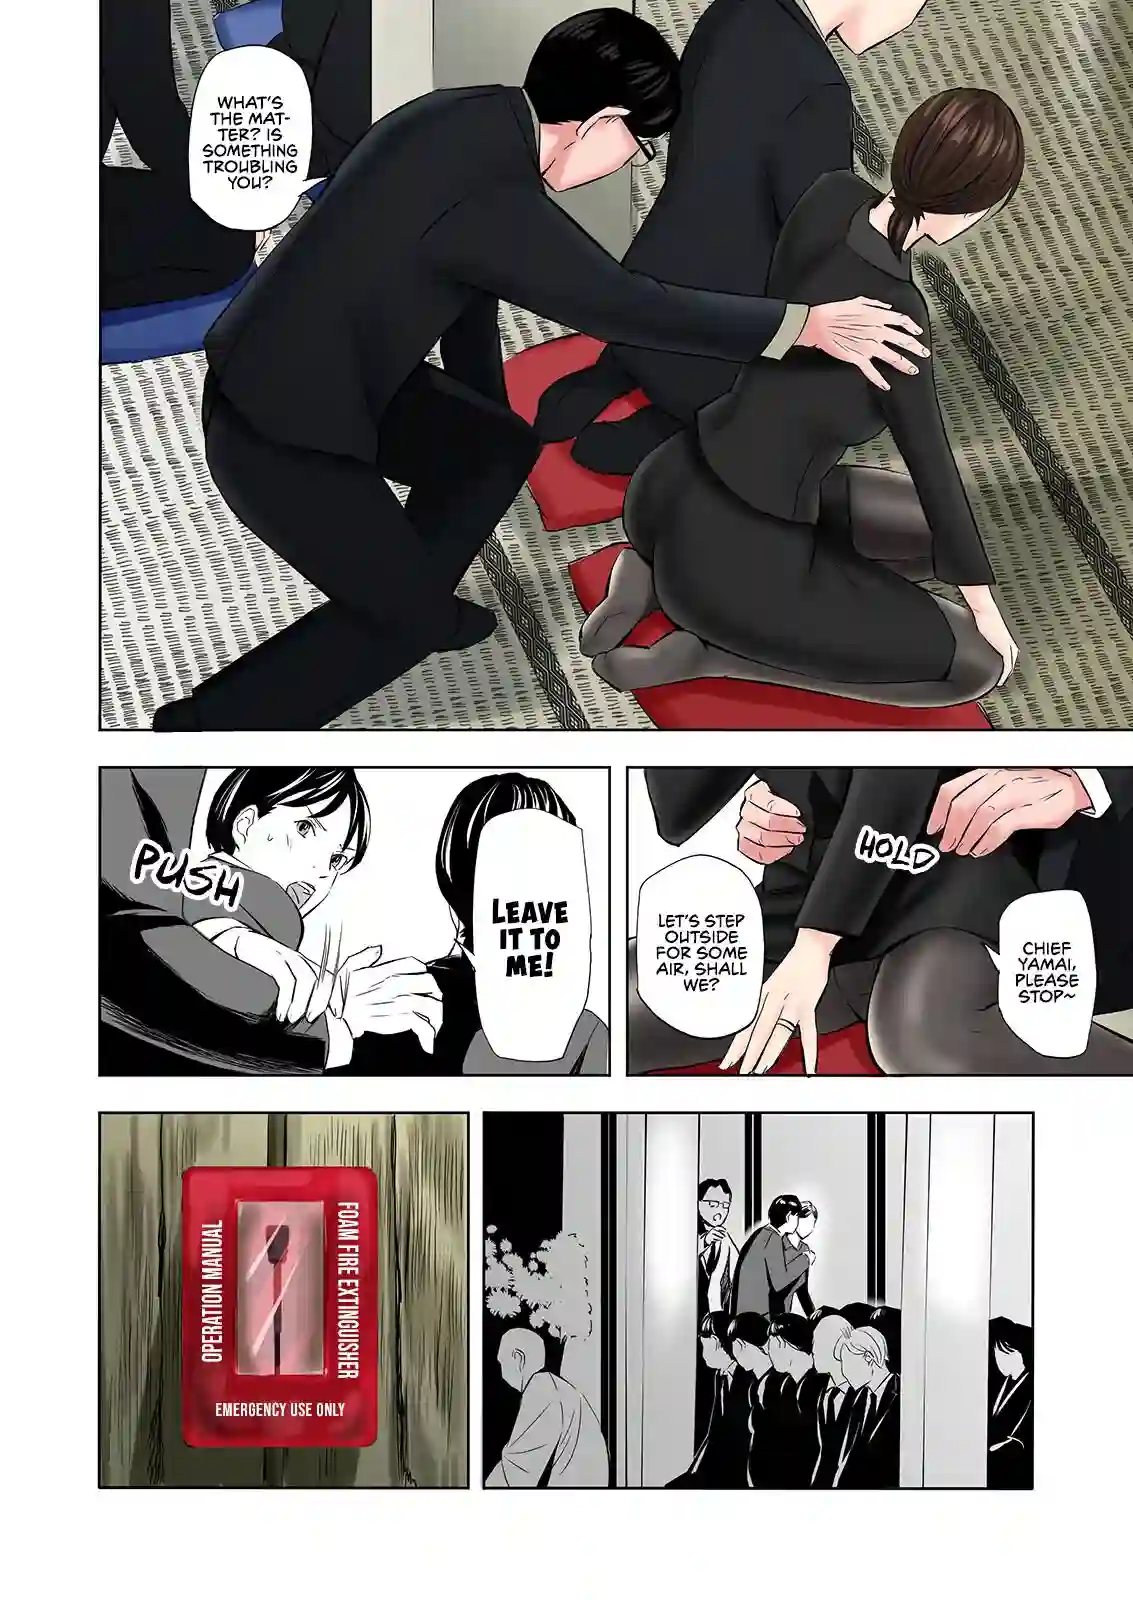 WHAT'S
THE MAT-
TER? IS
SOMETHING
TROUBLING
YOU?
PUSH
LEAVE
IT TO
ME!
HOLD
LET'S STEP
OUTSIDE
FOR SOME
AIR, SHALL
WE?
CHIEF
YAMAI,
PLEASE
STOP~
OPERATION MANUAL
FOAM FIRE EXTINGUISHER
EMERGENCY USE ONLY